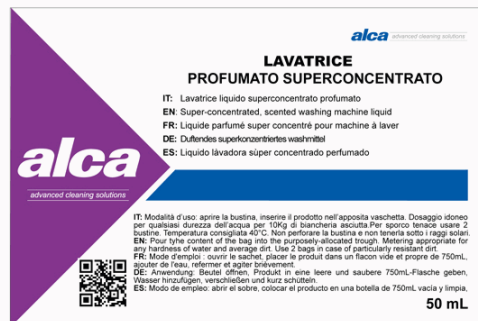 alca advanced cleaning solutions
LAVATRICE
PROFUMATO SUPERCONCENTRATO
IT: Lavatrice liquido superconcentrato profumato
EN: Super-concentrated, scented washing machine liquid
FR: Liquide parfumé super concentré pour machine à laver
DE: Duftendes superkonzentriertes washmittel
ES: Liquido làvadora sùper concentrado perfumado
alca
advanced cleaning solutions
IT: Modalità d'uso: aprire la bustina, inserire il prodotto nell'apposita vaschetta. Dosaggio idoneo
per qualsiasi durezza dell'acqua per 10Kg di biancheria asciutta.Per sporco tenace usare 2
bustine. Temperatura consigliata 40°C. Non perforare la bustina e non tenerla sotto i raggi solari.
EN: Pour tyhe content of the bag into the purposely-allocated trough. Metering appropriate for
any hardness of water and average dirt. Use 2 bags in case of particularly resistant dirt.
FR: Mode d'emploi : ouvrir le sachet, placer le produit dans un flacon vide et propre de 750mL,
ajouter de l'eau, refermer et agiter brièvement.
DE: Anwendung: Beutel öffnen, Produkt in eine leere und saubere 750mL-Flasche geben,
Wasser hinzufügen, verschließen und kurz schütteln.
ES: Modo de empleo: abrir el sobre, colocar el producto en una botella de 750mL vacía y limpia,
50 mL